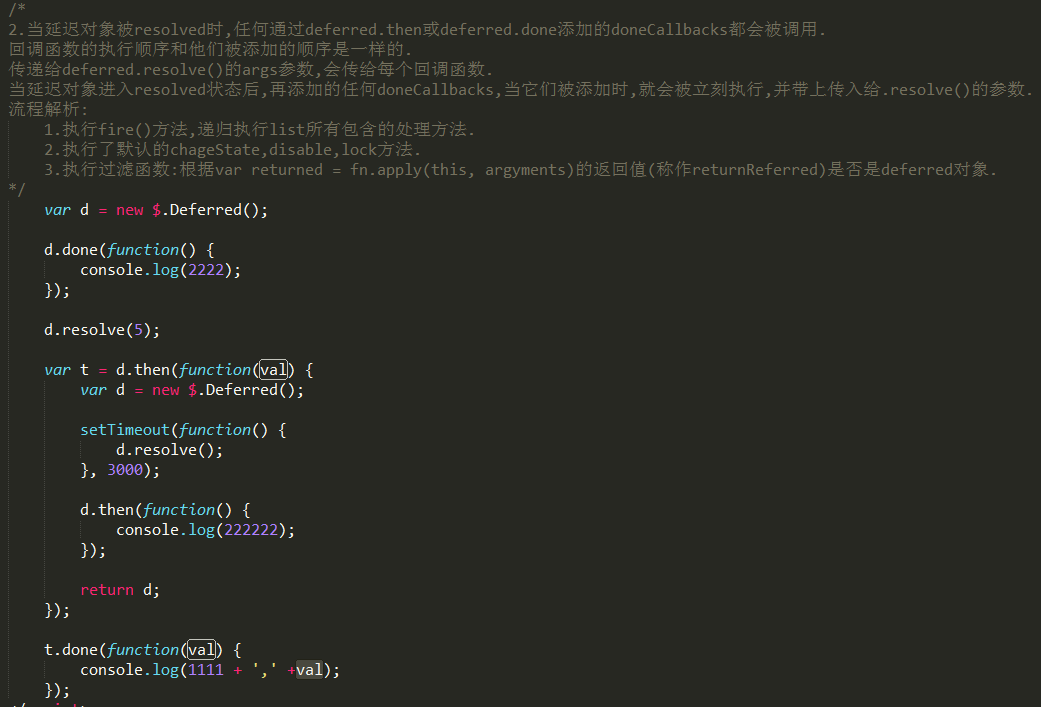 /*
2.当延迟对象被resolved时,任何通过deferred.then或deferred.done添加的doneCallbacks都会被调用.
回调函数的执行顺序和他们被添加的顺序是一样的.
传递给deferred.resolve()的args参数,会传给每个回调函数.
当延迟对象进入resolved状态后,再添加的任何doneCallbacks,当它们被添加时,就会被立刻执行,并带上传入给.resolve()的参数.
流程解析:
    1.执行fire()方法,递归执行list所有包含的处理方法.
    2.执行了默认的chageState,disable,lock方法.
    3.执行过滤函数:根据var returned = fn.apply(this, argyments)的返回值(称作returnReferred)是否是deferred对象.
*/
    var d = new $.Deferred();
    d.done(function() {
        console.log(2222);
    });
    d.resolve(5);
    var t = d.then(function(val) {
        var d = new $.Deferred();
        setTimeout(function() {
            d.resolve();
        }, 3000);
        d.then(function() {
            console.log(222222);
        });
        return d;
    });
    t.done(function(val) {
        console.log(1111 + ',' +val);
    });